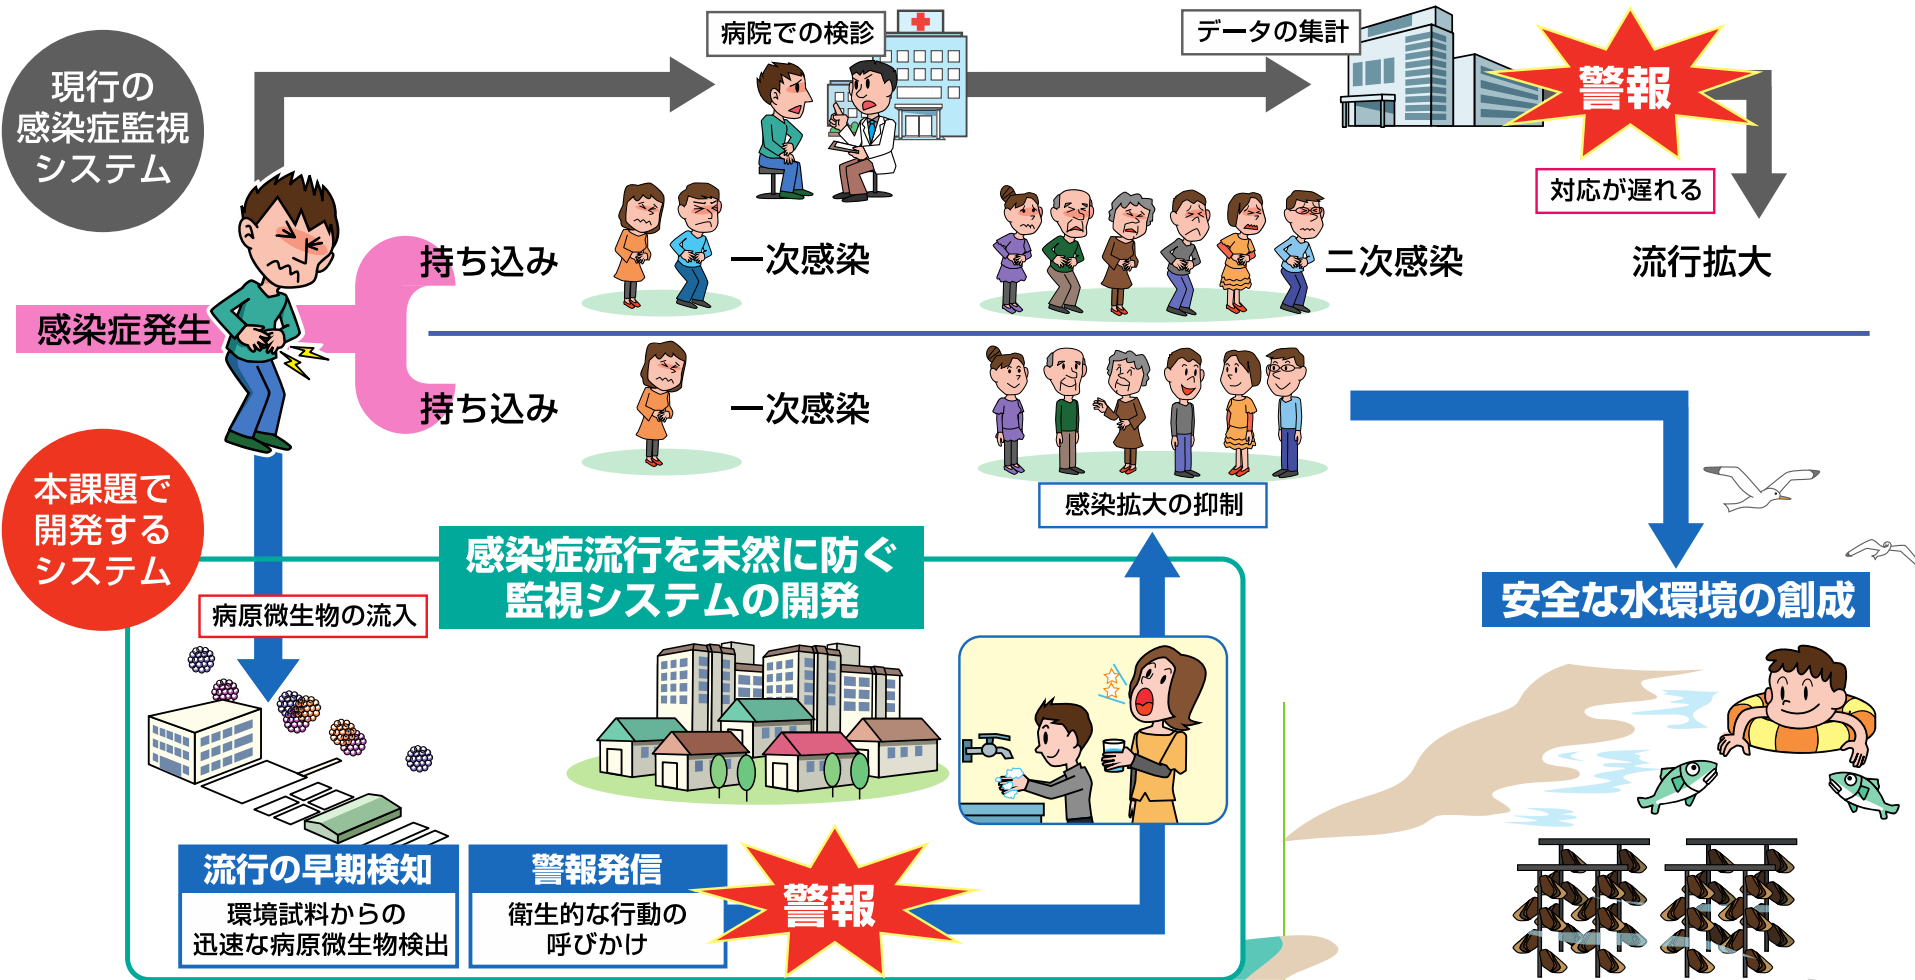 現行の
感染症監視
システム
病院での検診
データの集計
警報
対応が遅れる
持ち込み
一次感染
二次感染
流行拡大
感染症発生
持ち込み
一次感染
感染拡大の抑制
本課題で
開発する
システム
感染症流行を未然に防ぐ
監視システムの開発
病原微生物の流入
安全な水環境の創成
流行の早期検知
環境試料からの
迅速な病原微生物検出
警報発信
衛生的な行動の
呼びかけ
警報